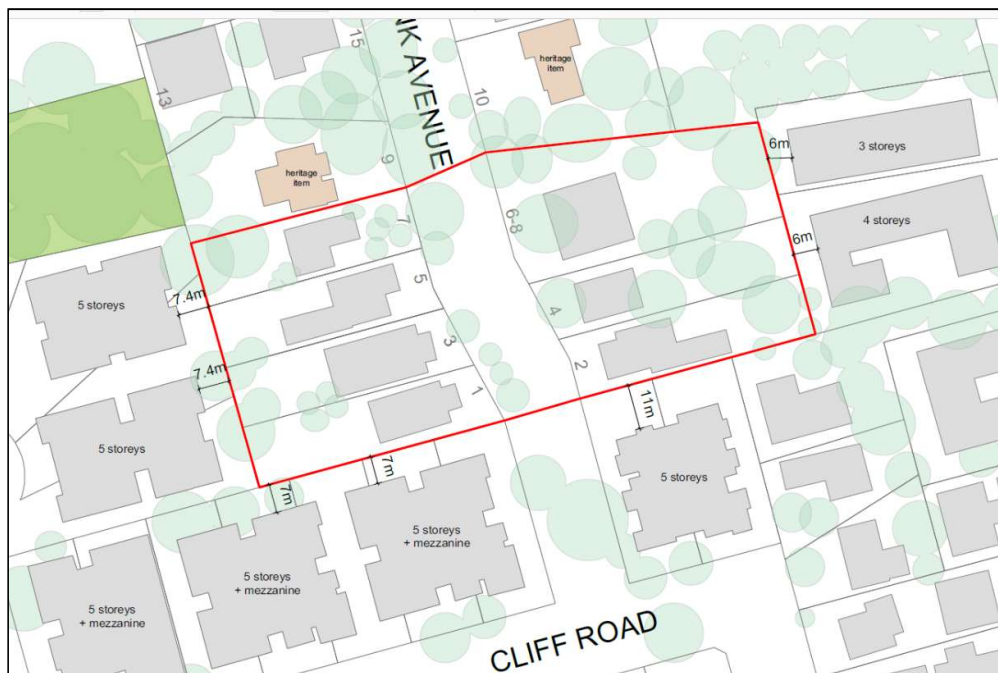 15
NK AVENUE
10
heritage
item
13
3 storeys
6m
heritage
item
9
7
6-8
4 storeys
6m
5 storeys
7.4m
5
4
3
7.4m
2
1
11m
5 storeys
7m
5 storeys
7m
5 storeys
+ mezzanine
5 storeys
+ mezzanine
5 storeys
+ mezzanine
CLIFF ROAD